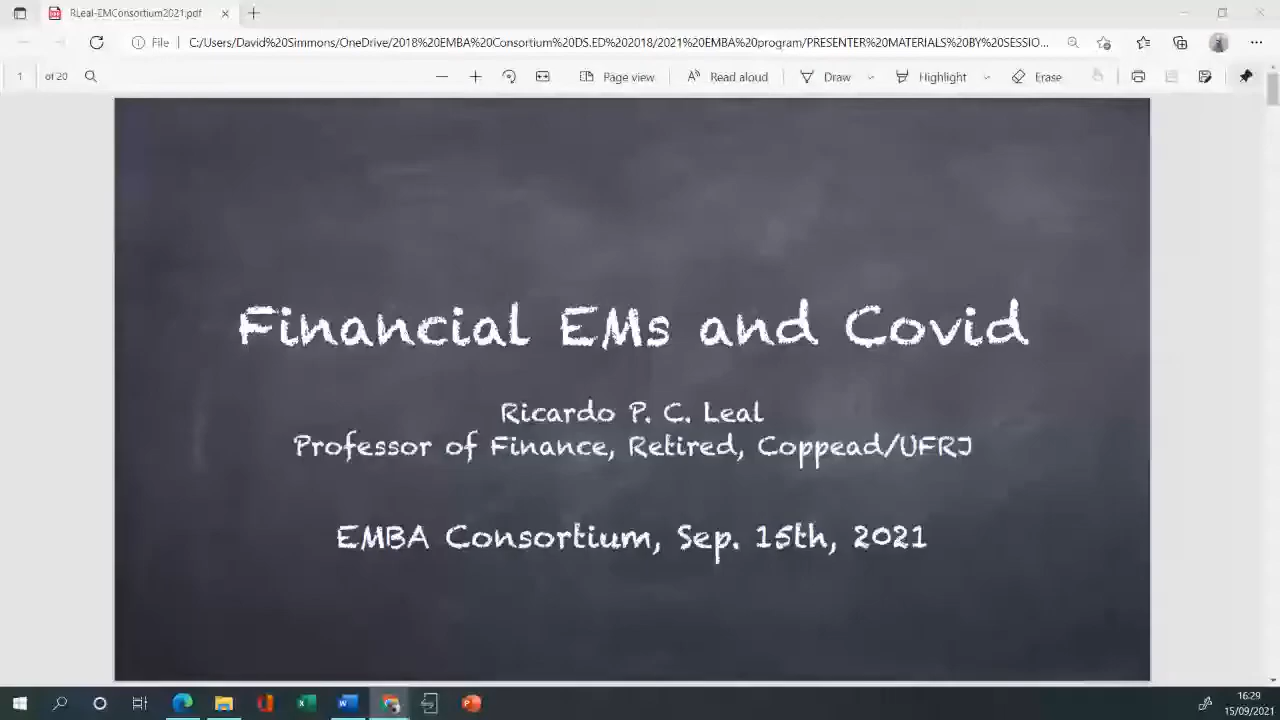 RLeal-EMConsortium2021.pdf
File
C:/Users/David%20Simmons/OneDrive/2018%20EMBA%20Consortium%20DS.ED%202018/2021%20EMBA%20program/PRESENTER%20MATERIALS%20BY%20SESSIO...
1 of 20
Page view
Read aloud
Draw
Highlight
Erase
Financial EMs and Covid
Ricardo P. C. Leal
Professor of Finance, Retired, Coppead/UFRJ
EMBA Consortium, Sep. 15th, 2021
16:29
15/09/2021